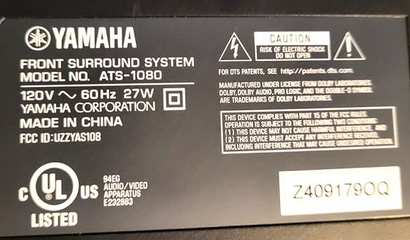 YAMAHA
FRONT SURROUND SYSTEM
MODEL NO. ATS-1080
120V ~ 60Hz 27W
YAMAHA CORPORATION
MADE IN CHINA
FCC ID:UZZYAS108
C UL US
LISTED
94EG
AUDIO/VIDEO
APPARATUS
E232883
CAUTION
RISK OF ELECTRIC SHOCK
DO NOT OPEN
FOR DTS PATENTS, SEE http://patents.dts.com.
MANUFACTURED UNDER LICENSE FROM DOLBY LABORATORIES.
DOLBY, DOLBY AUDIO, PRO LOGIC, AND THE DOUBLE-D SYMBOL
ARE TRADEMARKS OF DOLBY LABORATORIES.
THIS DEVICE COMPLIES WITH PART 15 OF THE FCC RULES.
OPERATION IS SUBJECT TO THE FOLLOWING TWO CONDITIONS:
(1) THIS DEVICE MAY NOT CAUSE HARMFUL INTERFERENCE, AND
(2) THIS DEVICE MUST ACCEPT ANY INTERFERENCE RECEIVED,
INCLUDING INTERFERENCE THAT MAY CAUSE UNDESIRED OPERATION.
Z409179OQ